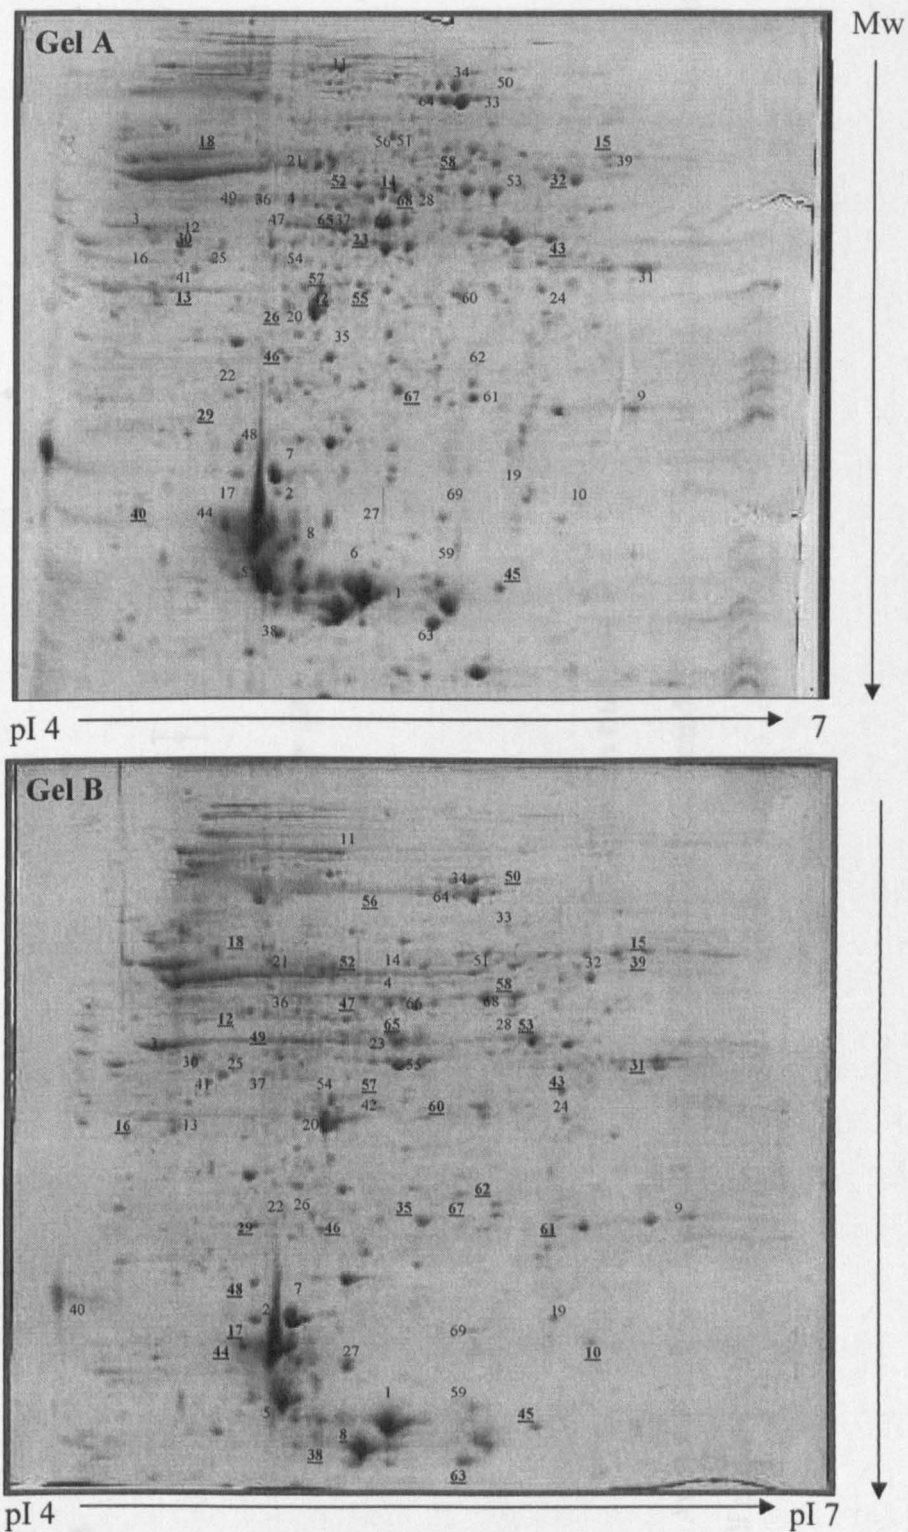 Gel A
Mw
11
34 50
64 33
18 56 51 15
21 58 39
52 14 53 32
49 36 4 68 28
3 12 47 65 37 66
30 23 43
16 25 54
41 57 31
13 42 55 60 24
26 20
35
46 62
22
67 61 9
29
48
7
19
17 2 69 10
40 44 27
8
6 59
5 45
1
38 63
pI 4 7
Gel B
11
34 50
64
56
33
18 15
21 52 14 51 32 39
4 58
36 47 66 68
12 65 28 53
49 23
3
30 25 55 31
41 37 54 57 43
42 60 24
16 13 20
62
22 26 35 67 9
29 46 61
48 7
40 2 19
17 69
44 27 10
1 59
5 45
8
38
63
pI 4 pI 7